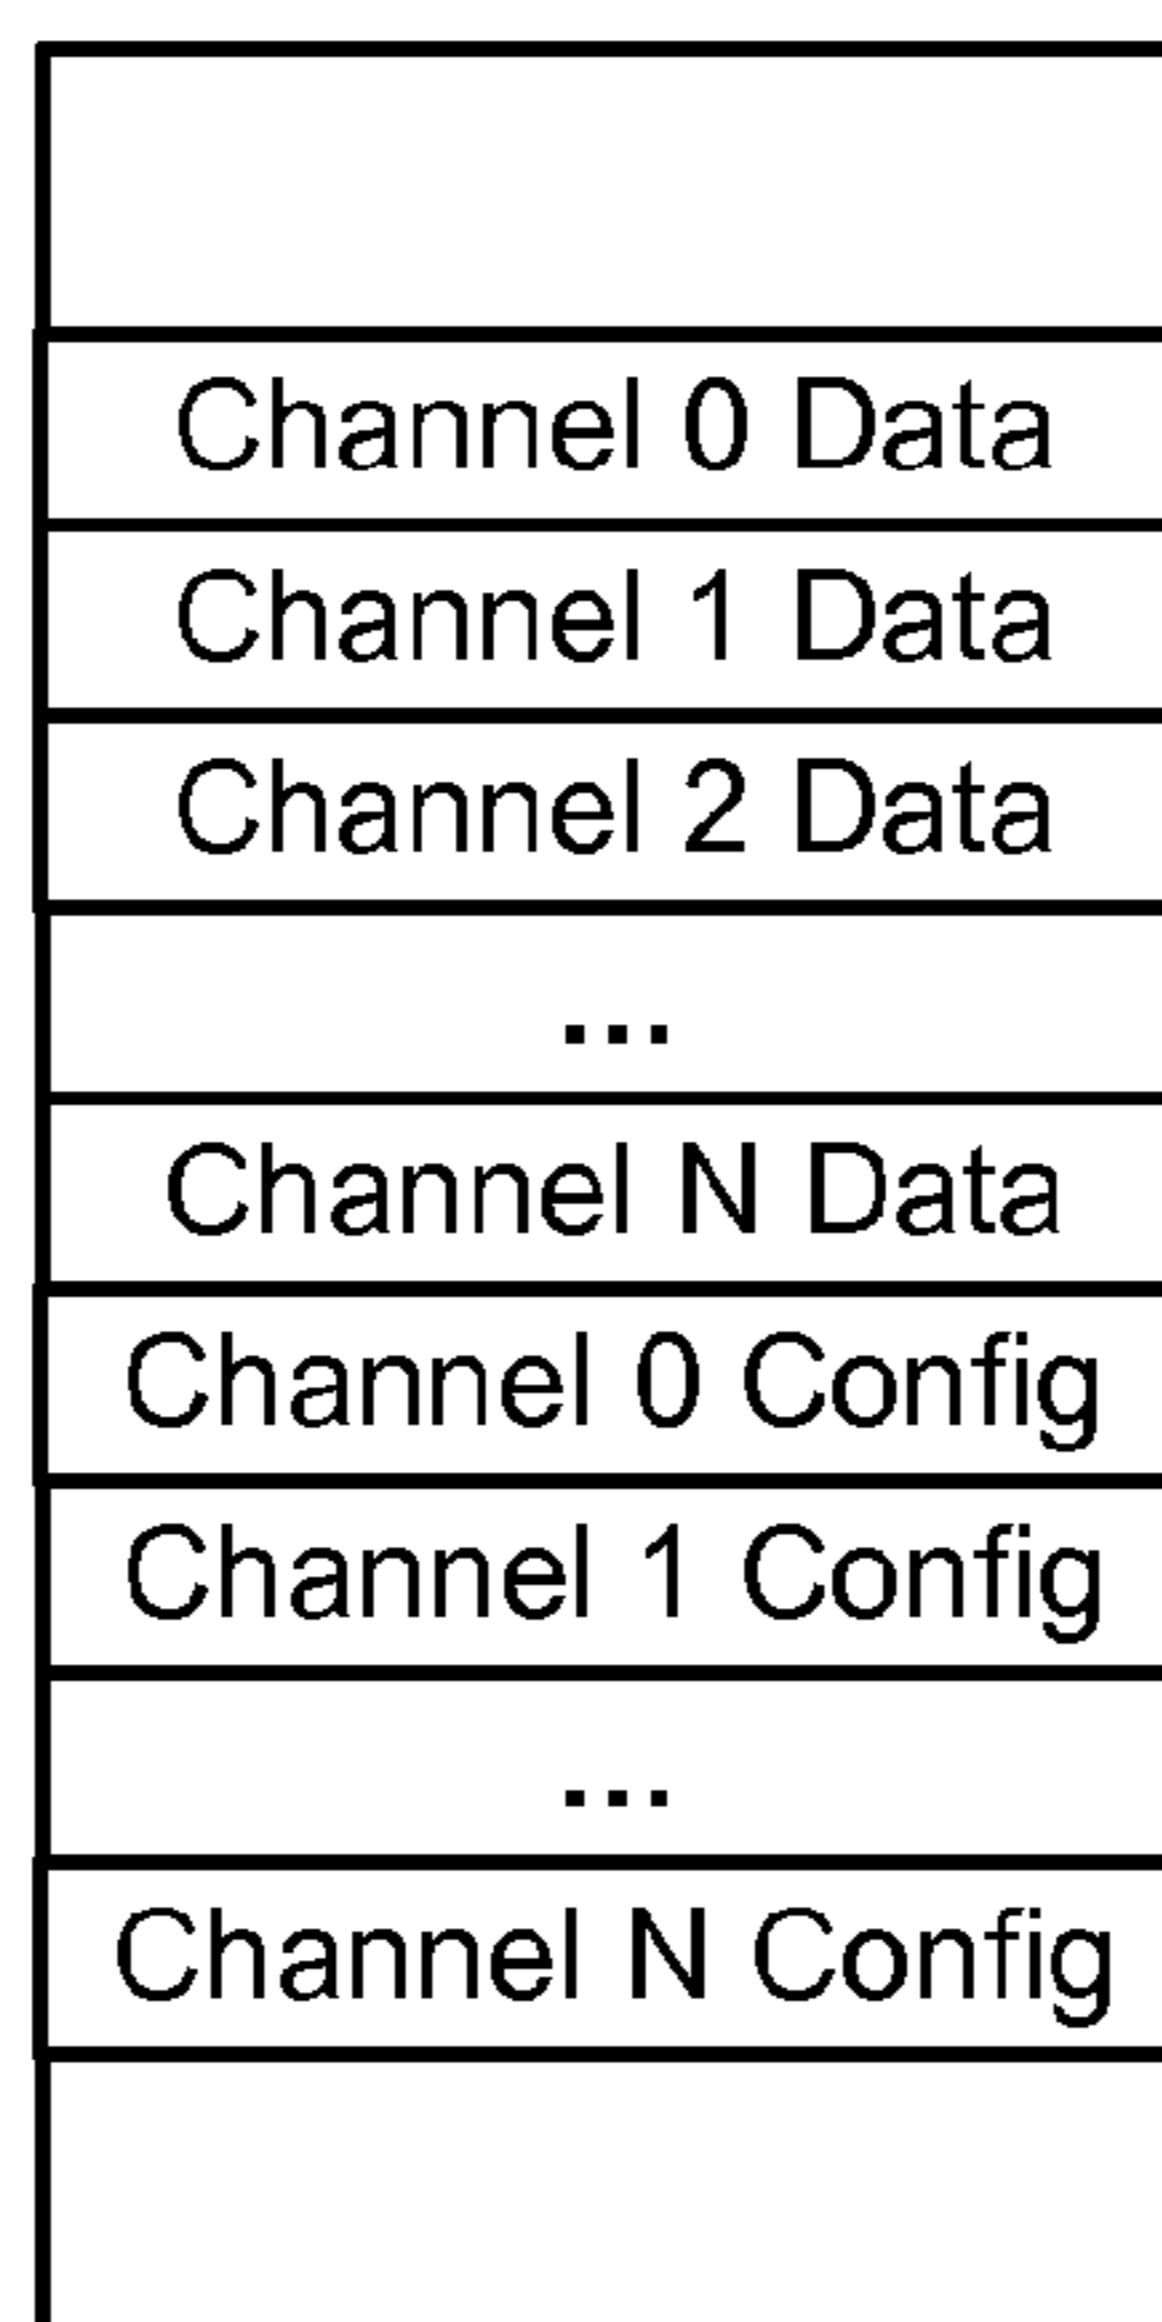 Channel 0 Data
Channel 1 Data
Channel 2 Data
...
Channel N Data
Channel 0 Config
Channel 1 Config
...
Channel N Config